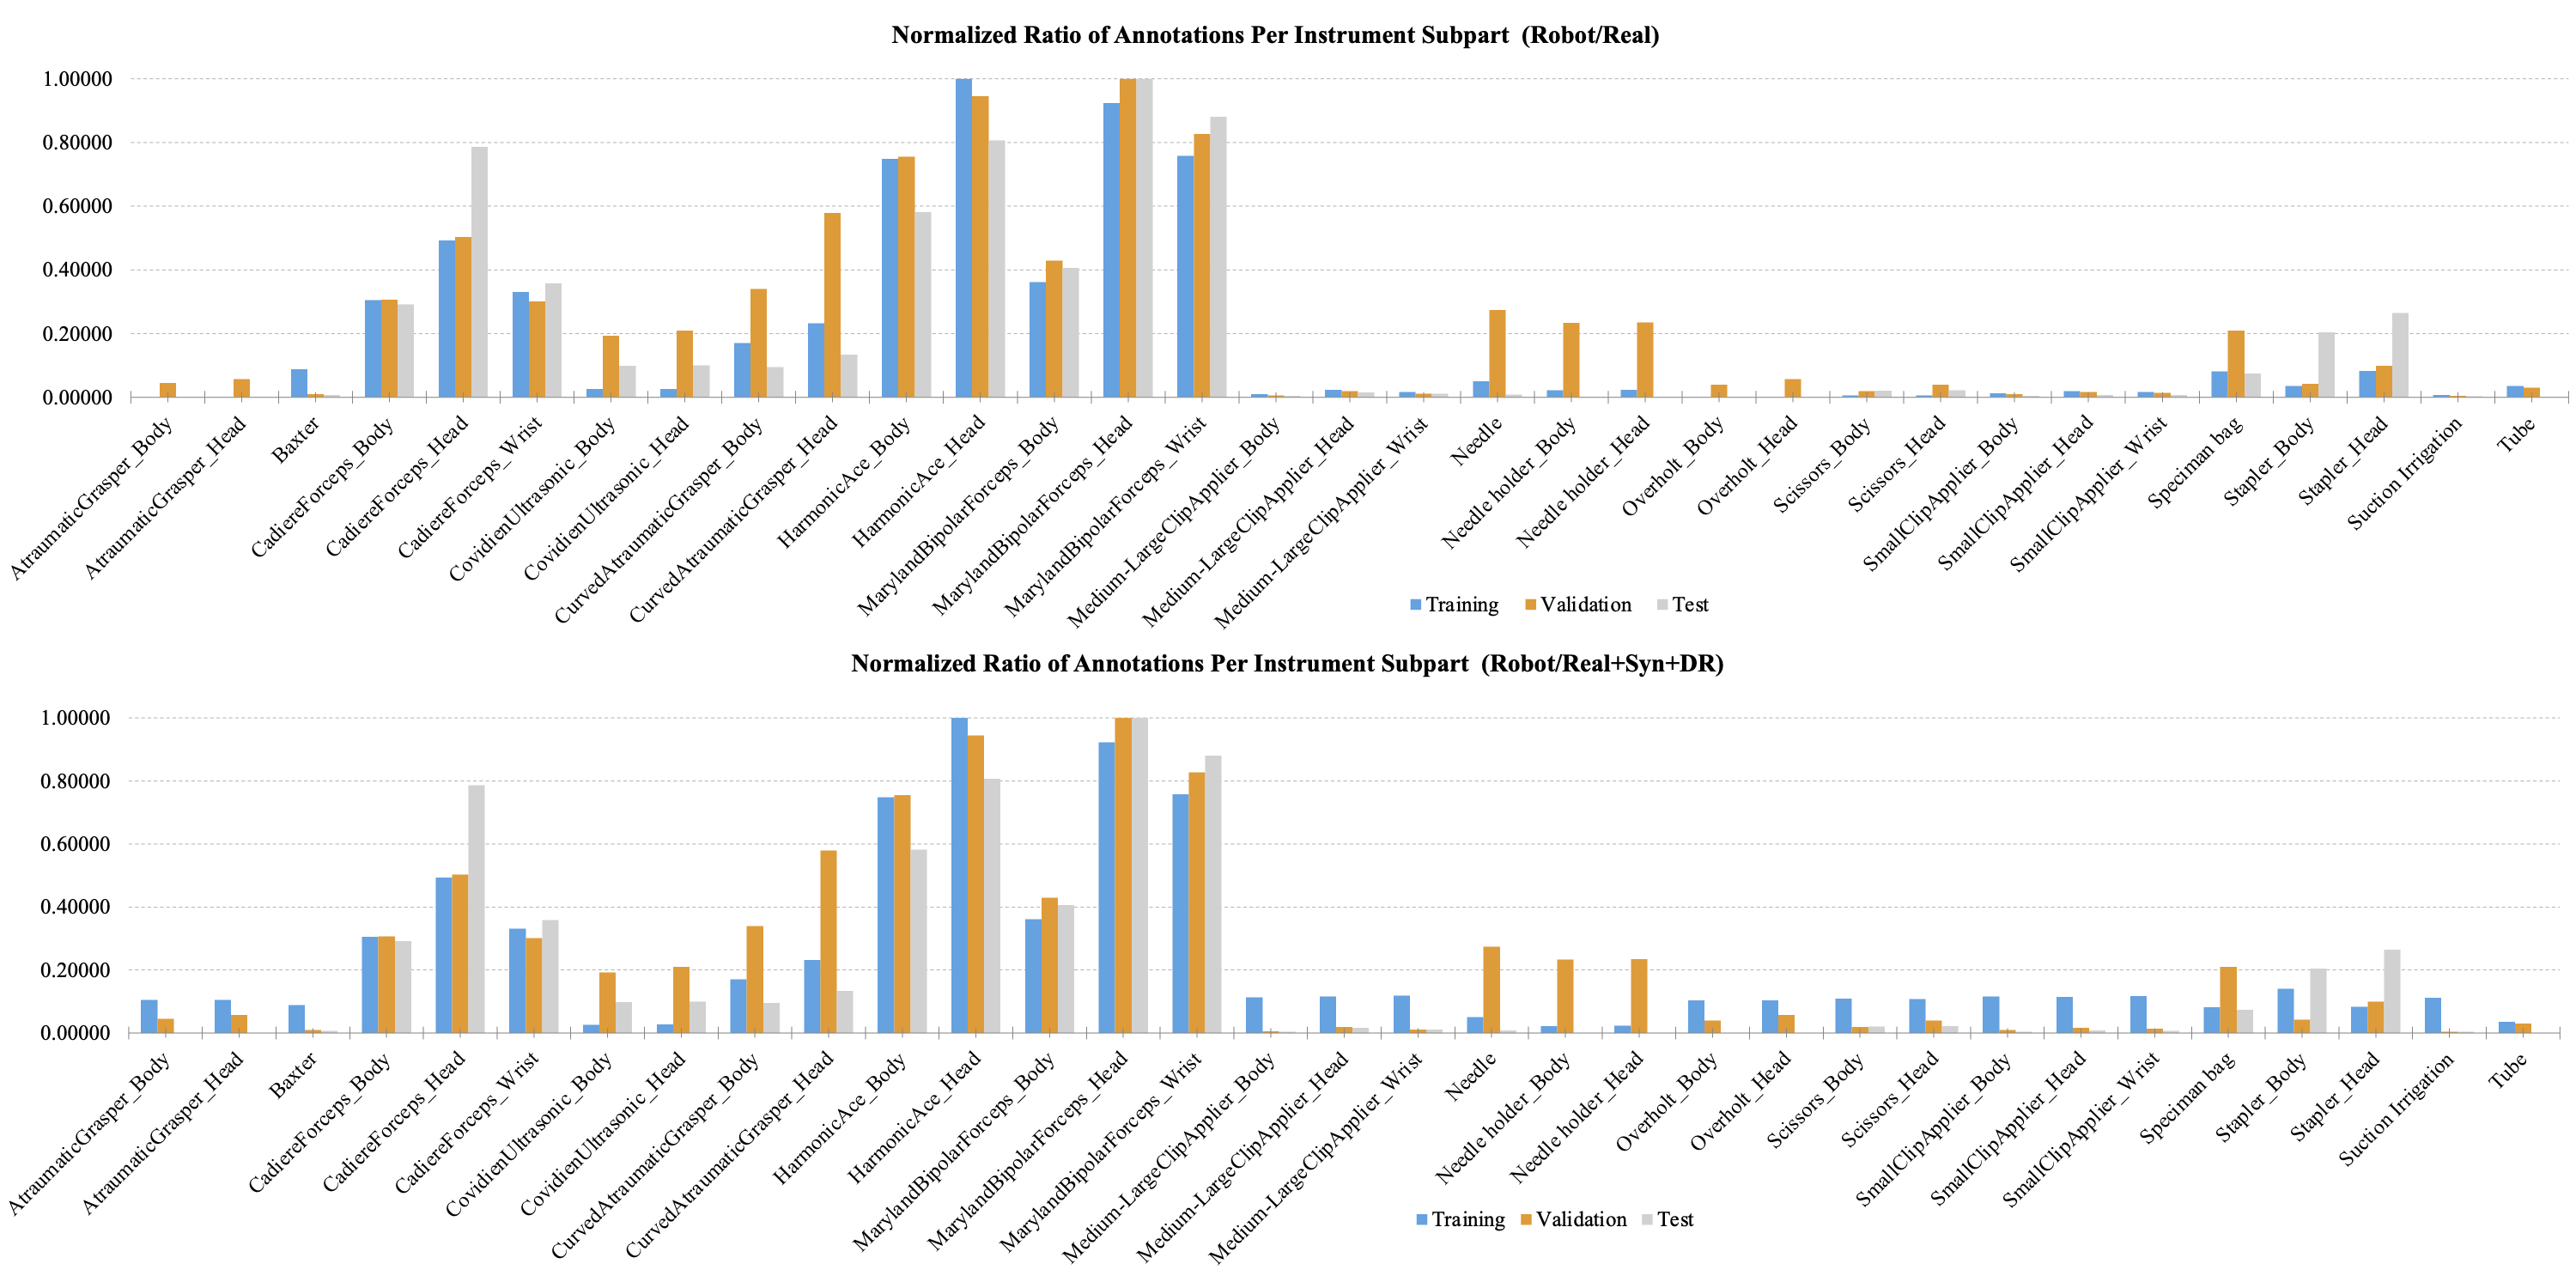 Normalized Ratio of Annotations Per Instrument Subpart (Robot/Real)
1.00000
0.80000
0.60000
0.40000
0.20000
0.00000
AtraumaticGrasper_Body
AtraumaticGrasper_Head
Baxter
CadiereForceps_Body
CadiereForceps_Head
CadiereForceps_Wrist
CovidienUltrasonic_Body
CovidienUltrasonic_Head
CurvedAtraumaticGrasper_Body
CurvedAtraumaticGrasper_Head
HarmonicAce_Body
HarmonicAce_Head
MarylandBipolarForceps_Body
MarylandBipolarForceps_Head
MarylandBipolarForceps_Wrist
Medium-LargeClipApplier_Body
Medium-LargeClipApplier_Head
Medium-LargeClipApplier_Wrist
Needle
Needle holder_Body
Needle holder_Head
Overholt_Body
Overholt_Head
Scissors_Body
Scissors_Head
SmallClipApplier_Body
SmallClipApplier_Head
SmallClipApplier_Wrist
Speciman bag
Stapler_Body
Stapler_Head
Suction Irrigation
Tube
Training Validation Test
Normalized Ratio of Annotations Per Instrument Subpart (Robot/Real+Syn+DR)
1.00000
0.80000
0.60000
0.40000
0.20000
0.00000
AtraumaticGrasper_Body
AtraumaticGrasper_Head
Baxter
CadiereForceps_Body
CadiereForceps_Head
CadiereForceps_Wrist
CovidienUltrasonic_Body
CovidienUltrasonic_Head
CurvedAtraumaticGrasper_Body
CurvedAtraumaticGrasper_Head
HarmonicAce_Body
HarmonicAce_Head
MarylandBipolarForceps_Body
MarylandBipolarForceps_Head
MarylandBipolarForceps_Wrist
Medium-LargeClipApplier_Body
Medium-LargeClipApplier_Head
Medium-LargeClipApplier_Wrist
Needle
Needle holder_Body
Needle holder_Head
Overholt_Body
Overholt_Head
Scissors_Body
Scissors_Head
SmallClipApplier_Body
SmallClipApplier_Head
SmallClipApplier_Wrist
Speciman bag
Stapler_Body
Stapler_Head
Suction Irrigation
Tube
Training Validation Test